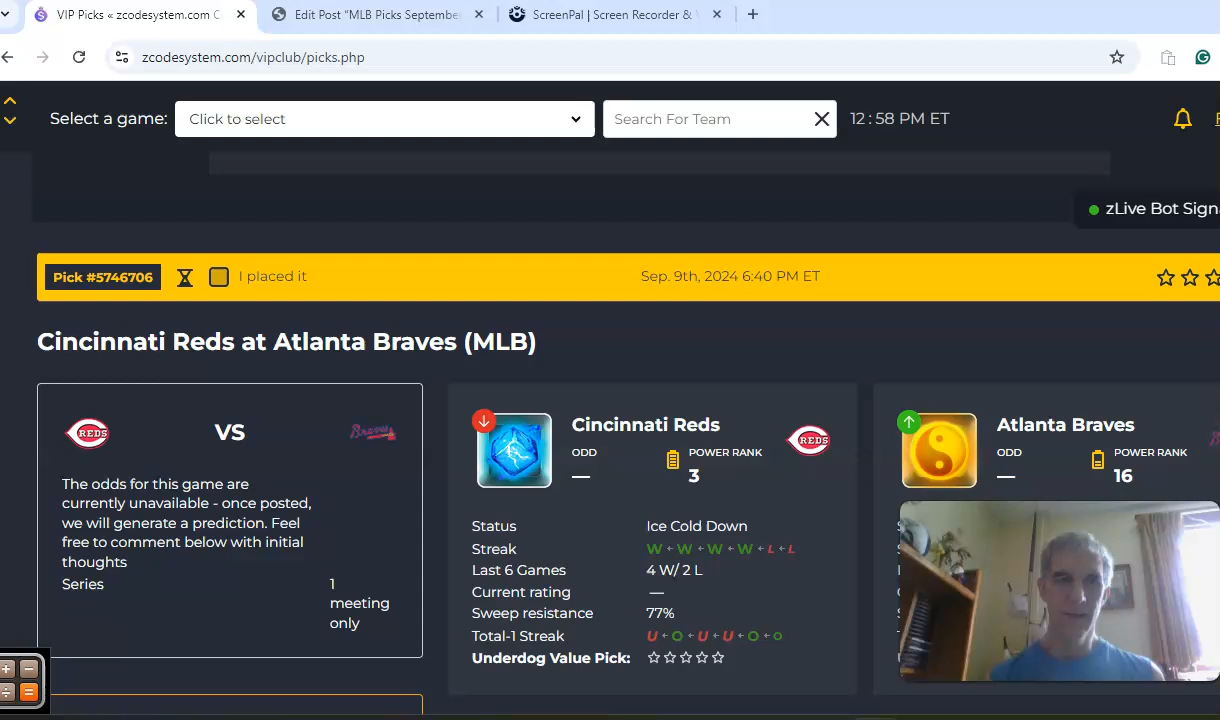 VIP Picks « zcodesystem.com C
Edit Post "MLB Picks Septembe
ScreenPal | Screen Recorder &
zcodesystem.com/vipclub/picks.php
Select a game:
Click to select
Search For Team
12 : 58 PM ET
zLive Bot Sign
Pick #5746706
I placed it
Sep. 9th, 2024 6:40 PM ET
Cincinnati Reds at Atlanta Braves (MLB)
REDS
VS
Braves
The odds for this game are
currently unavailable - once posted,
we will generate a prediction. Feel
free to comment below with initial
thoughts
Series
1
meeting
only
Cincinnati Reds
ODD
—
POWER RANK
3
REDS
Status
Ice Cold Down
Streak
W W W W L L
Last 6 Games
4 W/ 2 L
Current rating
—
Sweep resistance
77%
Total-1 Streak
U O U U O O
Underdog Value Pick:
Atlanta Braves
ODD
—
POWER RANK
16